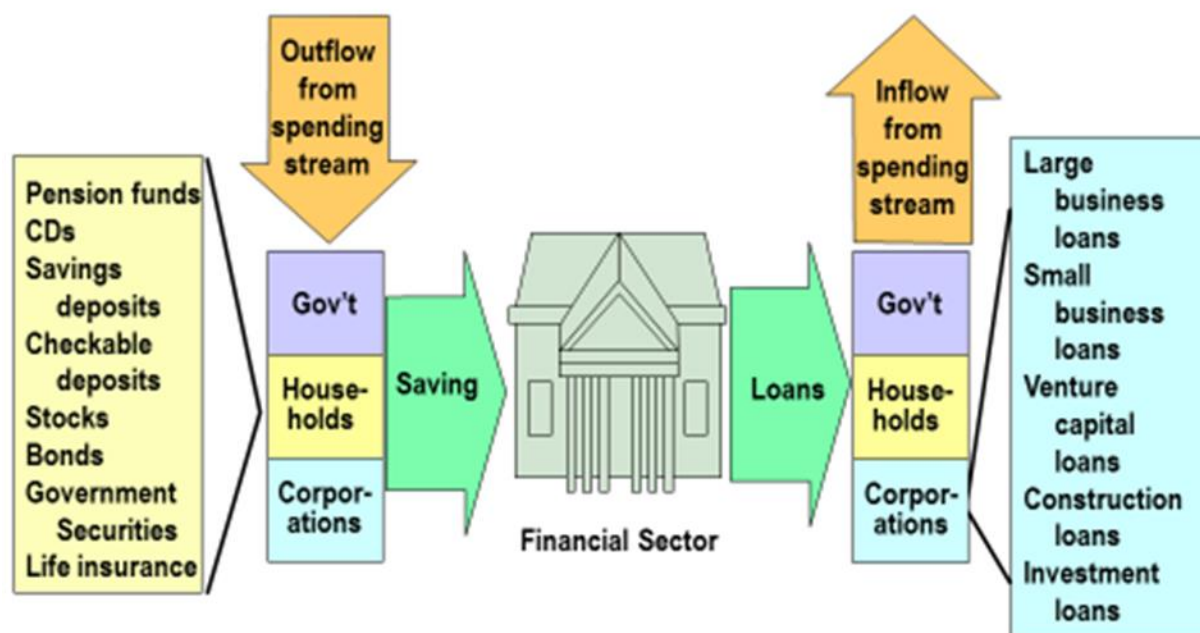 Outflow
from
spending
stream
Inflow
from
spending
stream
Pension funds
CDs
Savings
deposits
Checkable
deposits
Stocks
Bonds
Government
Securities
Life insurance
Gov't
House-
holds
Corpor-
ations
Saving
Financial Sector
Loans
Gov't
House-
holds
Corpor-
ations
Large
business
loans
Small
business
loans
Venture
capital
loans
Construction
loans
Investment
loans